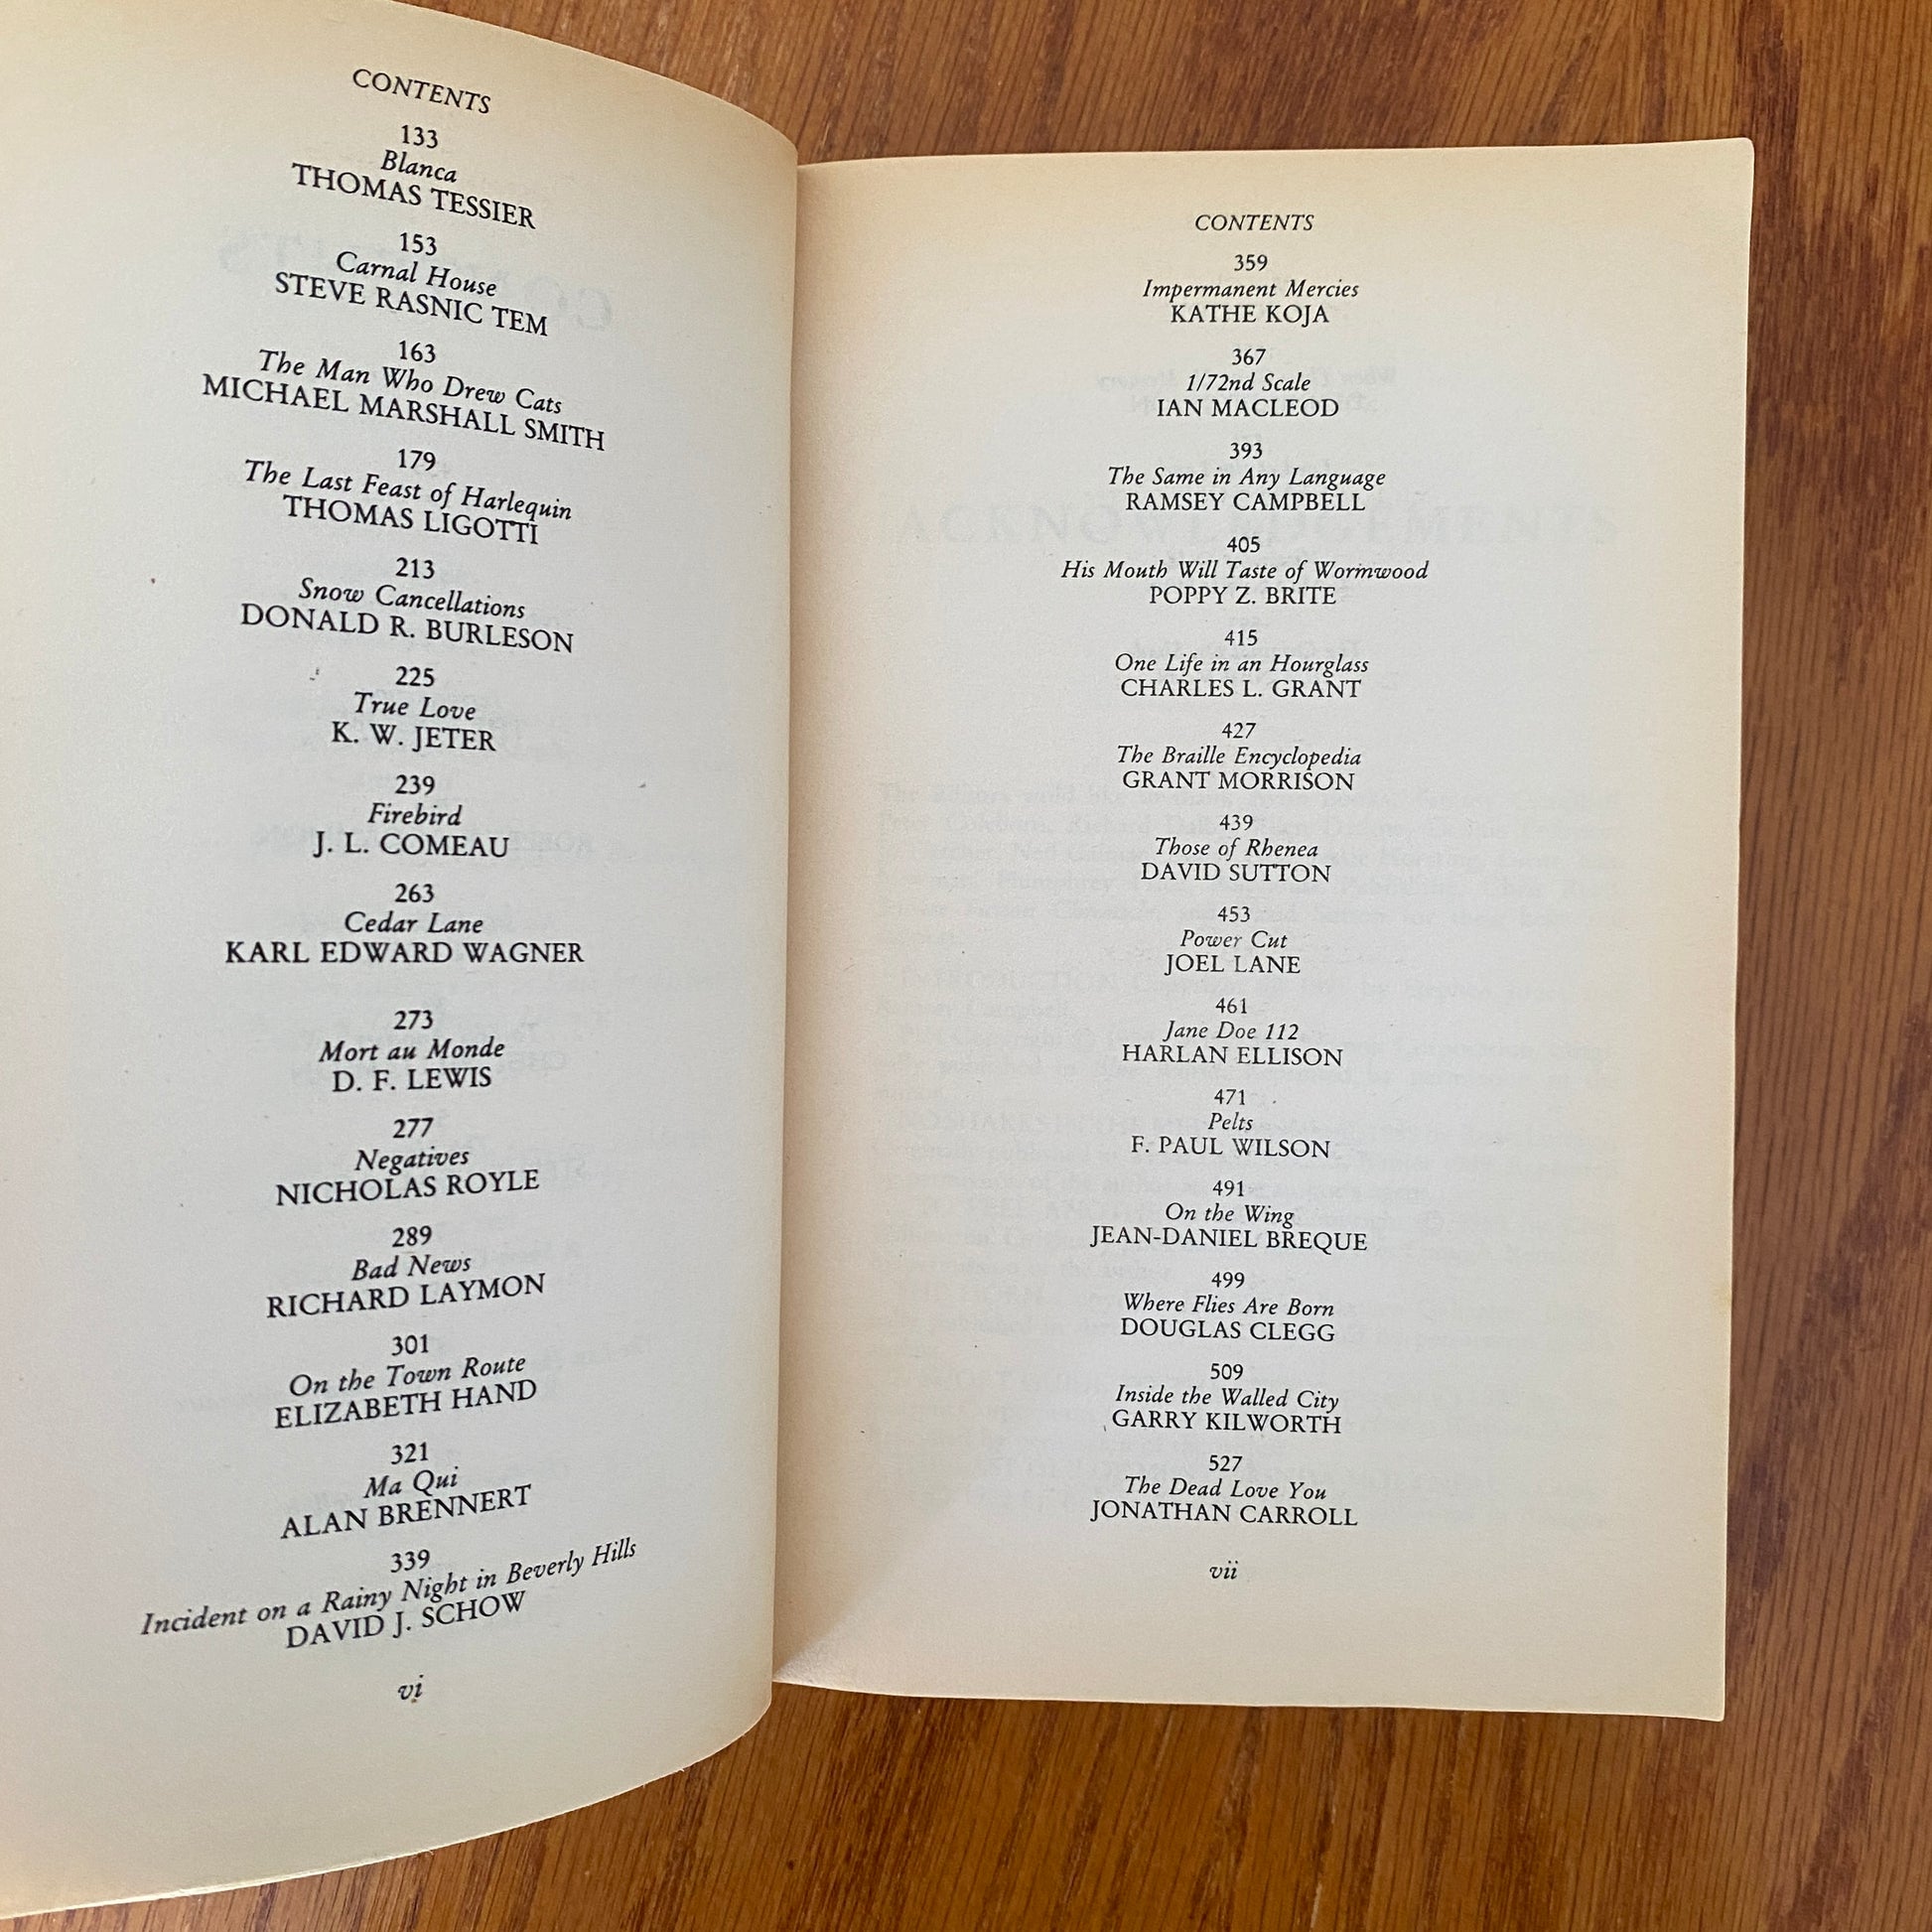 CONTENTS
133
Blanca
THOMAS TESSIER
153
Carnal House
STEVE RASNIC TEM
163
The Man Who Drew Cats
MICHAEL MARSHALL SMITH
179
The Last Feast of Harlequin
THOMAS LIGOTTI
213
Snow Cancellations
DONALD R. BURLESON
225
True Love
K. W. JETER
239
Firebird
J. L. COMEAU
263
Cedar Lane
KARL EDWARD WAGNER
273
Mort au Monde
D. F. LEWIS
277
Negatives
NICHOLAS ROYLE
289
Bad News
RICHARD LAYMON
301
On the Town Route
ELIZABETH HAND
321
Ma Qui
ALAN BRENNERT
339
Incident on a Rainy Night in Beverly Hills
DAVID J. SCHOW
vi
CONTENTS
359
Impermanent Mercies
KATHE KOJA
367
1/72nd Scale
IAN MACLEOD
393
The Same in Any Language
RAMSEY CAMPBELL
405
His Mouth Will Taste of Wormwood
POPPY Z. BRITE
415
One Life in an Hourglass
CHARLES L. GRANT
427
The Braille Encyclopedia
GRANT MORRISON
439
Those of Rhenea
DAVID SUTTON
453
Power Cut
JOEL LANE
461
Jane Doe 112
HARLAN ELLISON
471
Pelts
F. PAUL WILSON
491
On the Wing
JEAN-DANIEL BREQUE
499
Where Flies Are Born
DOUGLAS CLEGG
509
Inside the Walled City
GARRY KILWORTH
527
The Dead Love You
JONATHAN CARROLL
vii